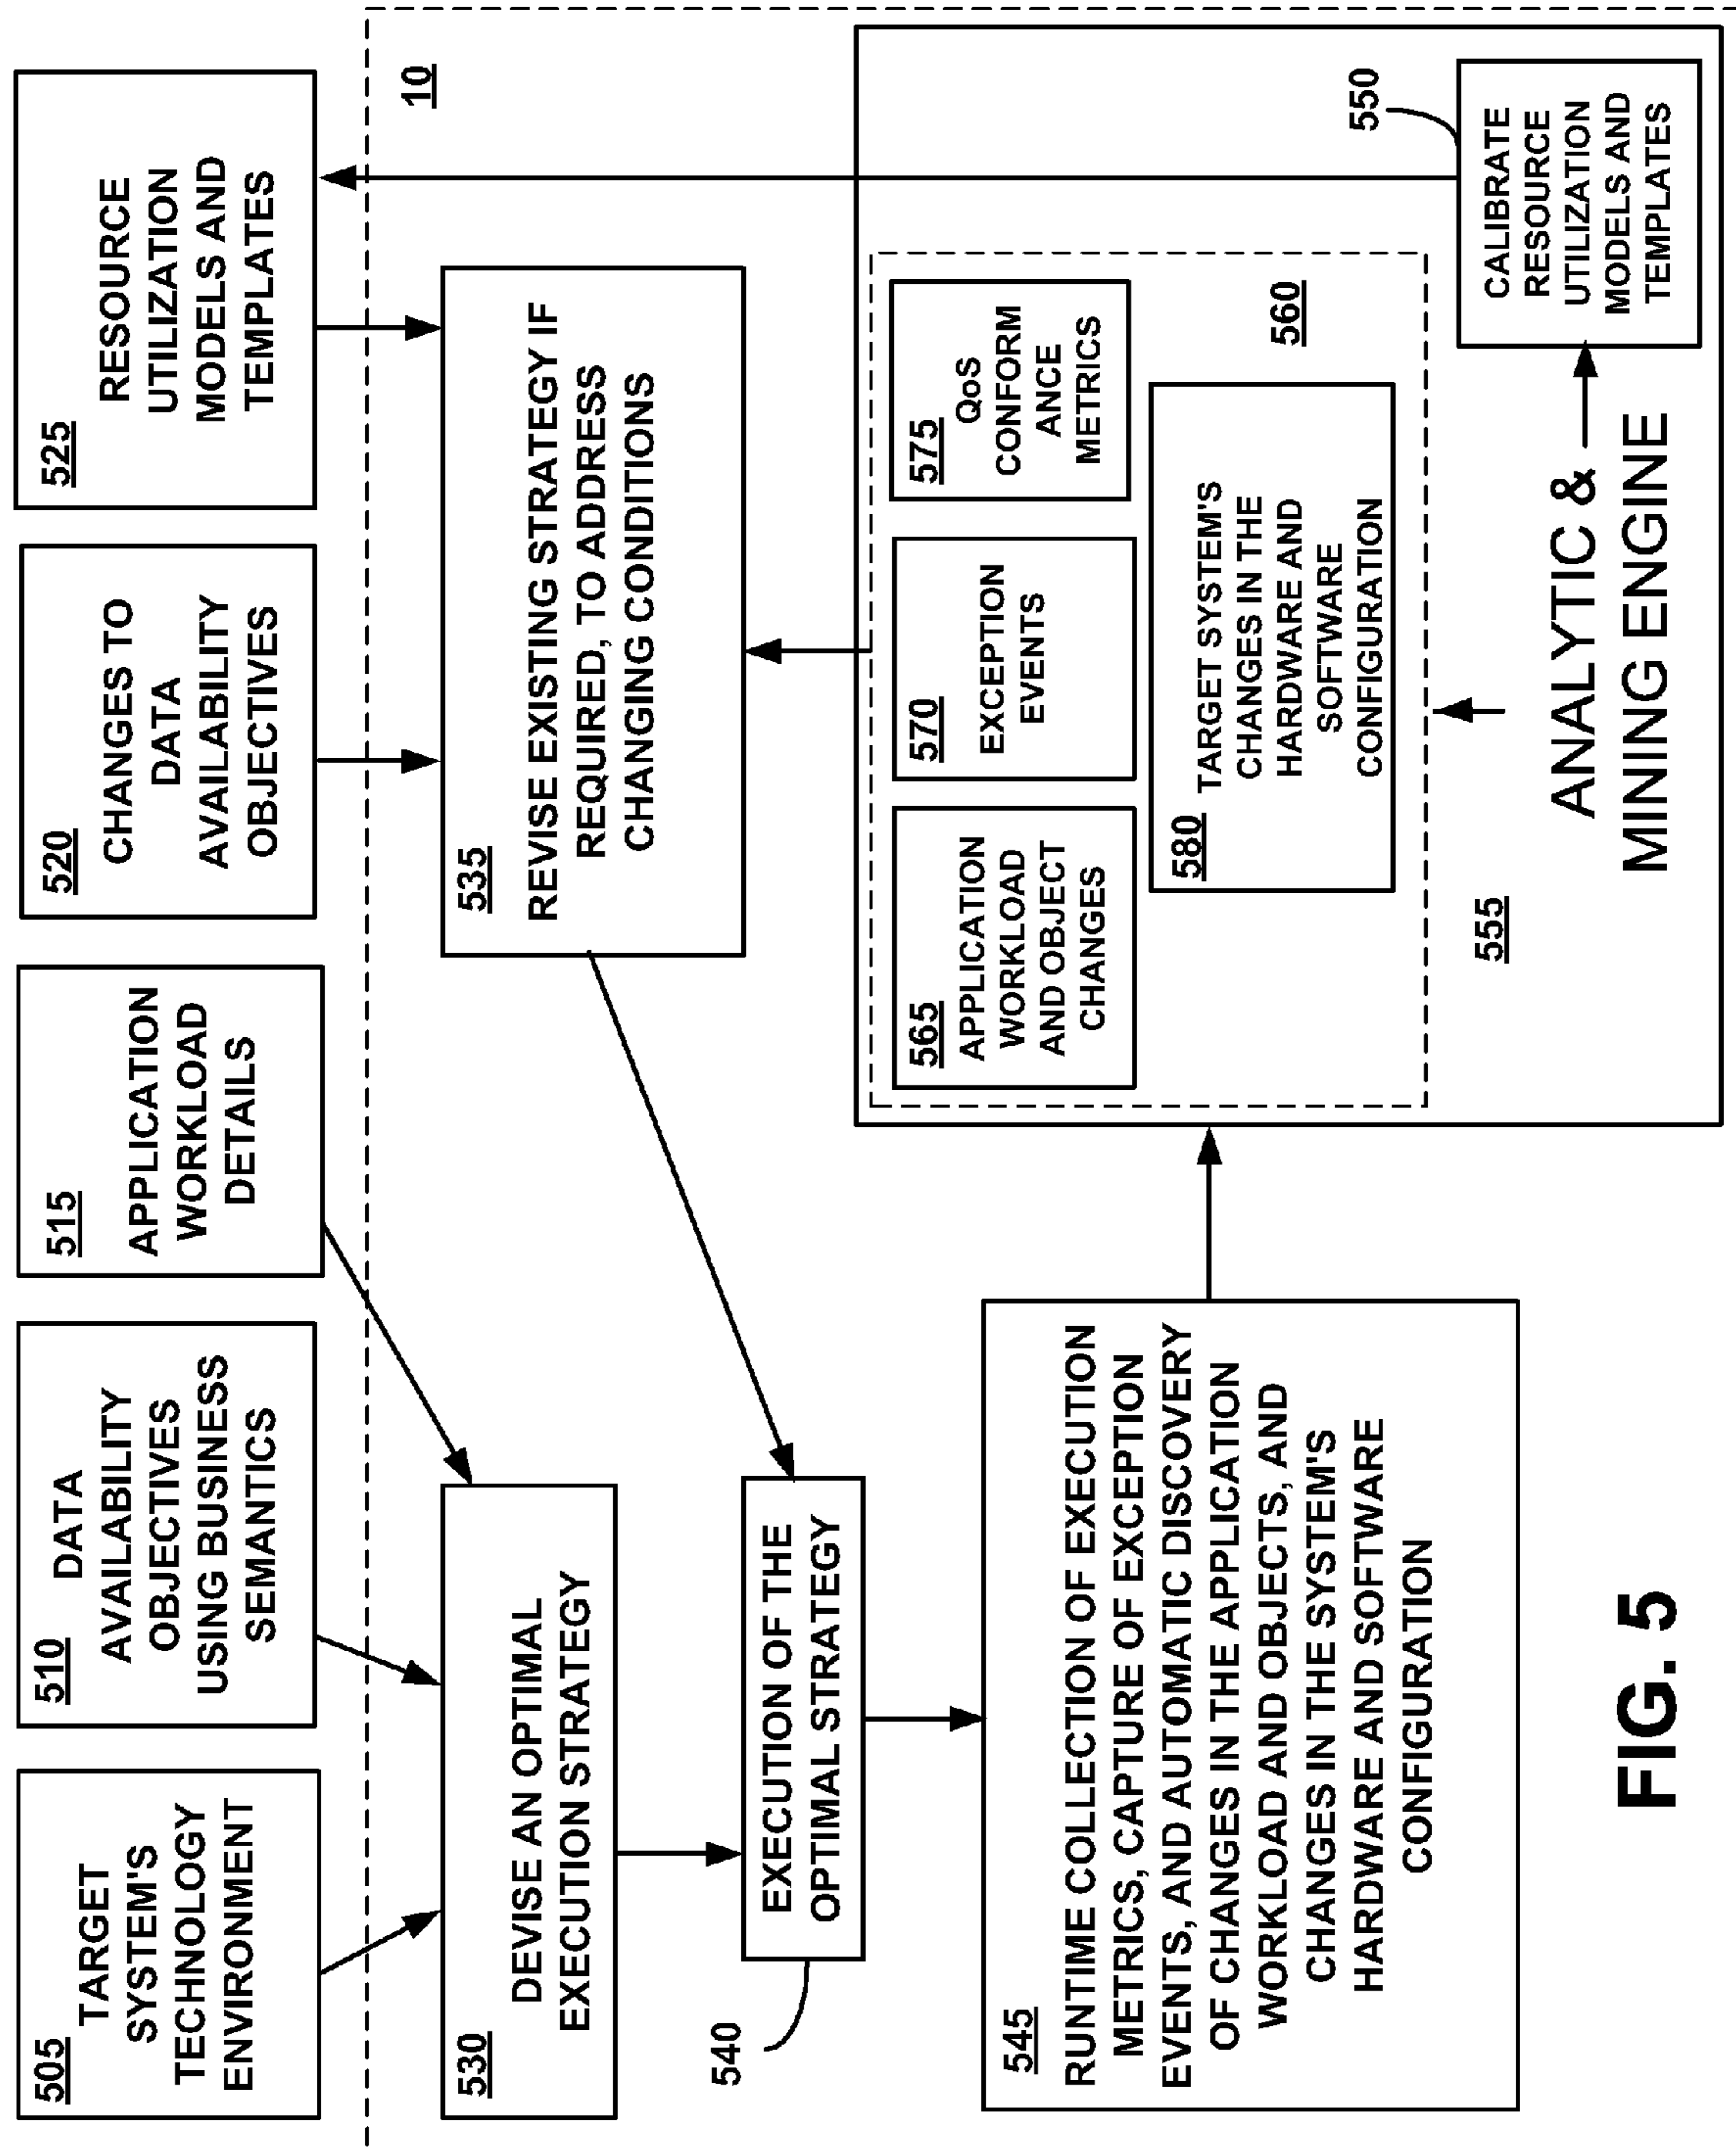 505
TARGET
SYSTEM'S
TECHNOLOGY
ENVIRONMENT
510
DATA
AVAILABILITY
OBJECTIVES
USING BUSINESS
SEMANTICS
515
APPLICATION
WORKLOAD
DETAILS
520
CHANGES TO
DATA
AVAILABILITY
OBJECTIVES
525
RESOURCE
UTILIZATION
MODELS AND
TEMPLATES
10
530
DEVISE AN OPTIMAL
EXECUTION STRATEGY
535
REVISE EXISTING STRATEGY IF
REQUIRED, TO ADDRESS
CHANGING CONDITIONS
540
EXECUTION OF THE
OPTIMAL STRATEGY
545
RUNTIME COLLECTION OF EXECUTION
METRICS, CAPTURE OF EXCEPTION
EVENTS, AND AUTOMATIC DISCOVERY
OF CHANGES IN THE APPLICATION
WORKLOAD AND OBJECTS, AND
CHANGES IN THE SYSTEM'S
HARDWARE AND SOFTWARE
CONFIGURATION
565
APPLICATION
WORKLOAD
AND OBJECT
CHANGES
570
EXCEPTION
EVENTS
575
QoS
CONFORM
ANCE
METRICS
580
TARGET SYSTEM'S
CHANGES IN THE
HARDWARE AND
SOFTWARE
CONFIGURATION
560
555
ANALYTIC &
MINING ENGINE
550
CALIBRATE
RESOURCE
UTILIZATION
MODELS AND
TEMPLATES
FIG. 5